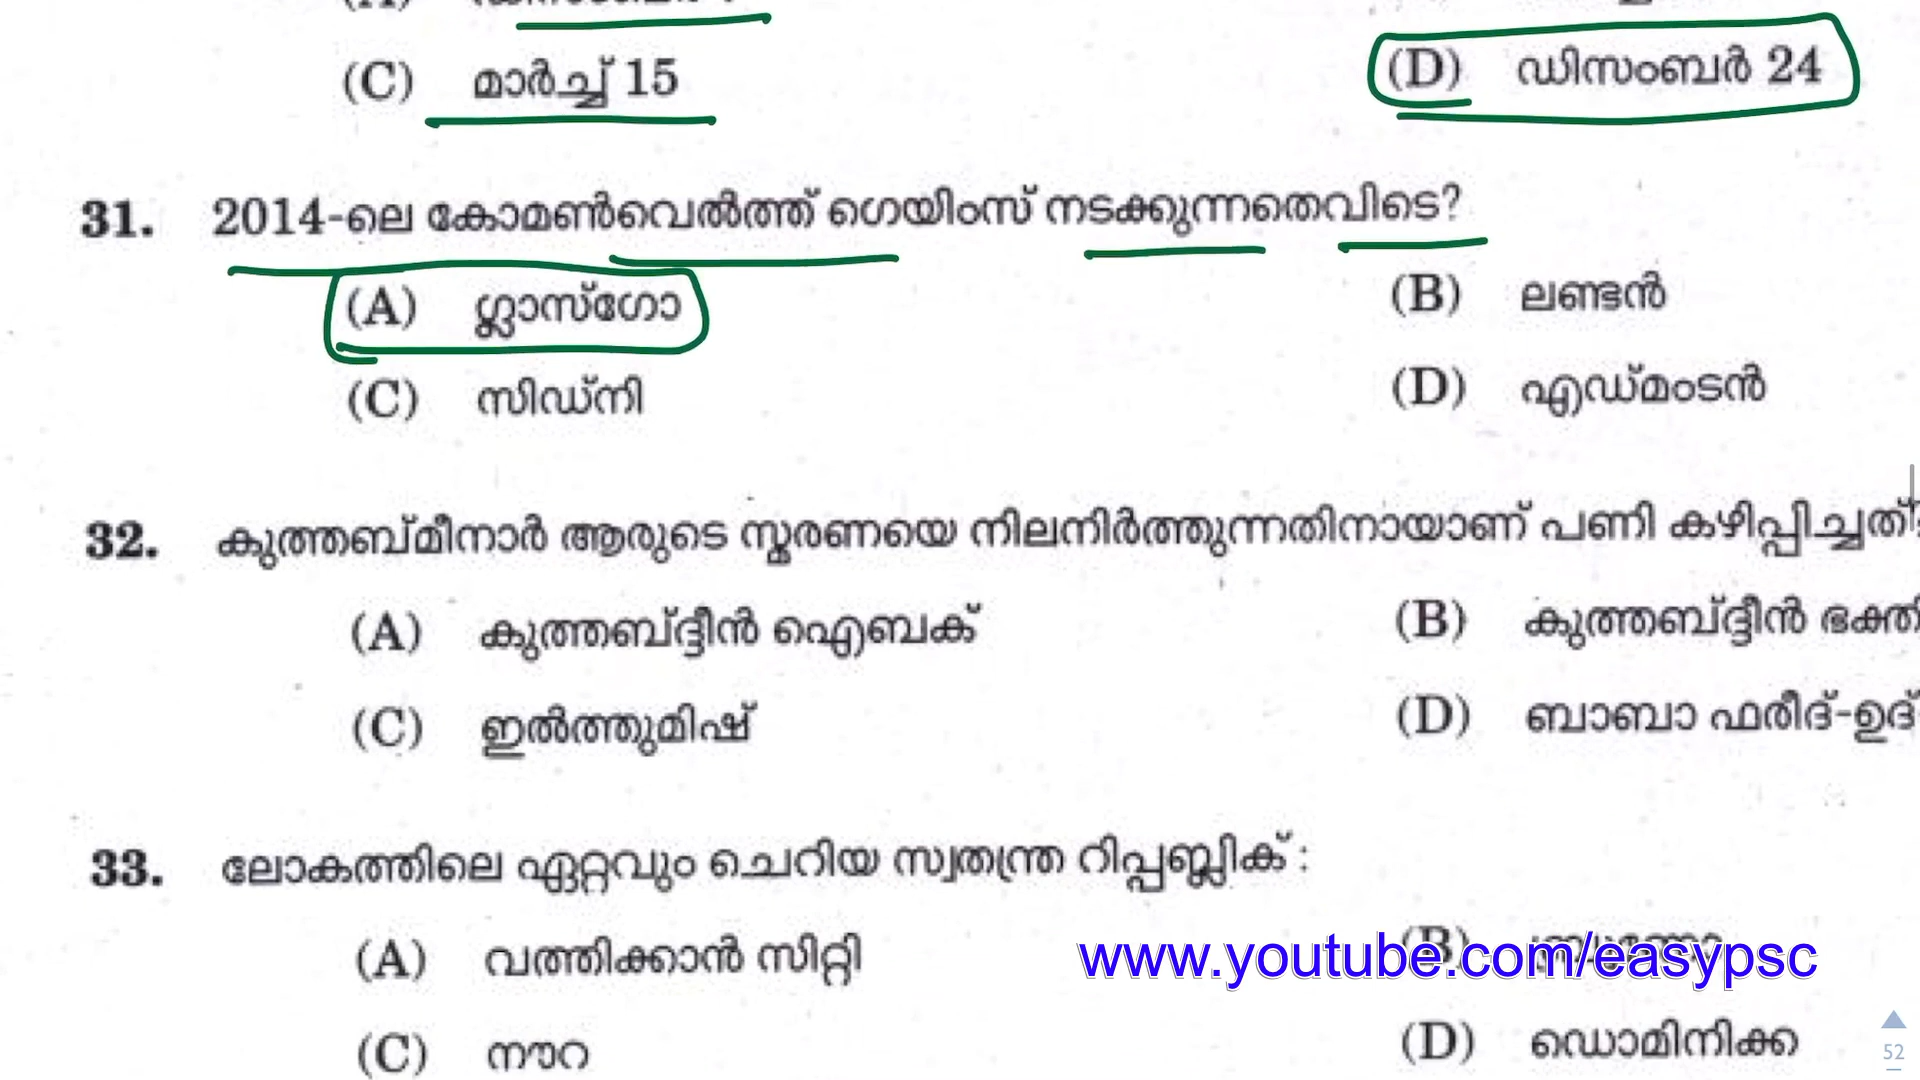 (C) മാർച്ച് 15
(D) ഡിസംബർ 24
31. 2014-ലെ കോമൺവെൽത്ത് ഗെയിംസ് നടക്കുന്നതെവിടെ?
(A) ഗ്ലാസ്ഗോ
(B) ലണ്ടൻ
(C) സിഡ്നി
(D) എഡ്മംടൻ
32. കുത്തബ്മീനാർ ആരുടെ സ്മരണയെ നിലനിർത്തുന്നതിനായാണ് പണി കഴിപ്പിച്ചത്
(A) കുത്തബ്ദ്ദീൻ ഐബക്
(B) കുത്തബ്ദ്ദീൻ ഭക്തി
(C) ഇൽത്തുമിഷ്
(D) ബാബാ ഫരീദ്-ഉദ്
33. ലോകത്തിലെ ഏറ്റവും ചെറിയ സ്വതന്ത്ര റിപ്പബ്ലിക് :
(A) വത്തിക്കാൻ സിറ്റി
(B)
www.youtube.com/easypsc
(C) നൗറ
(D) ഡൊമിനിക്ക
52